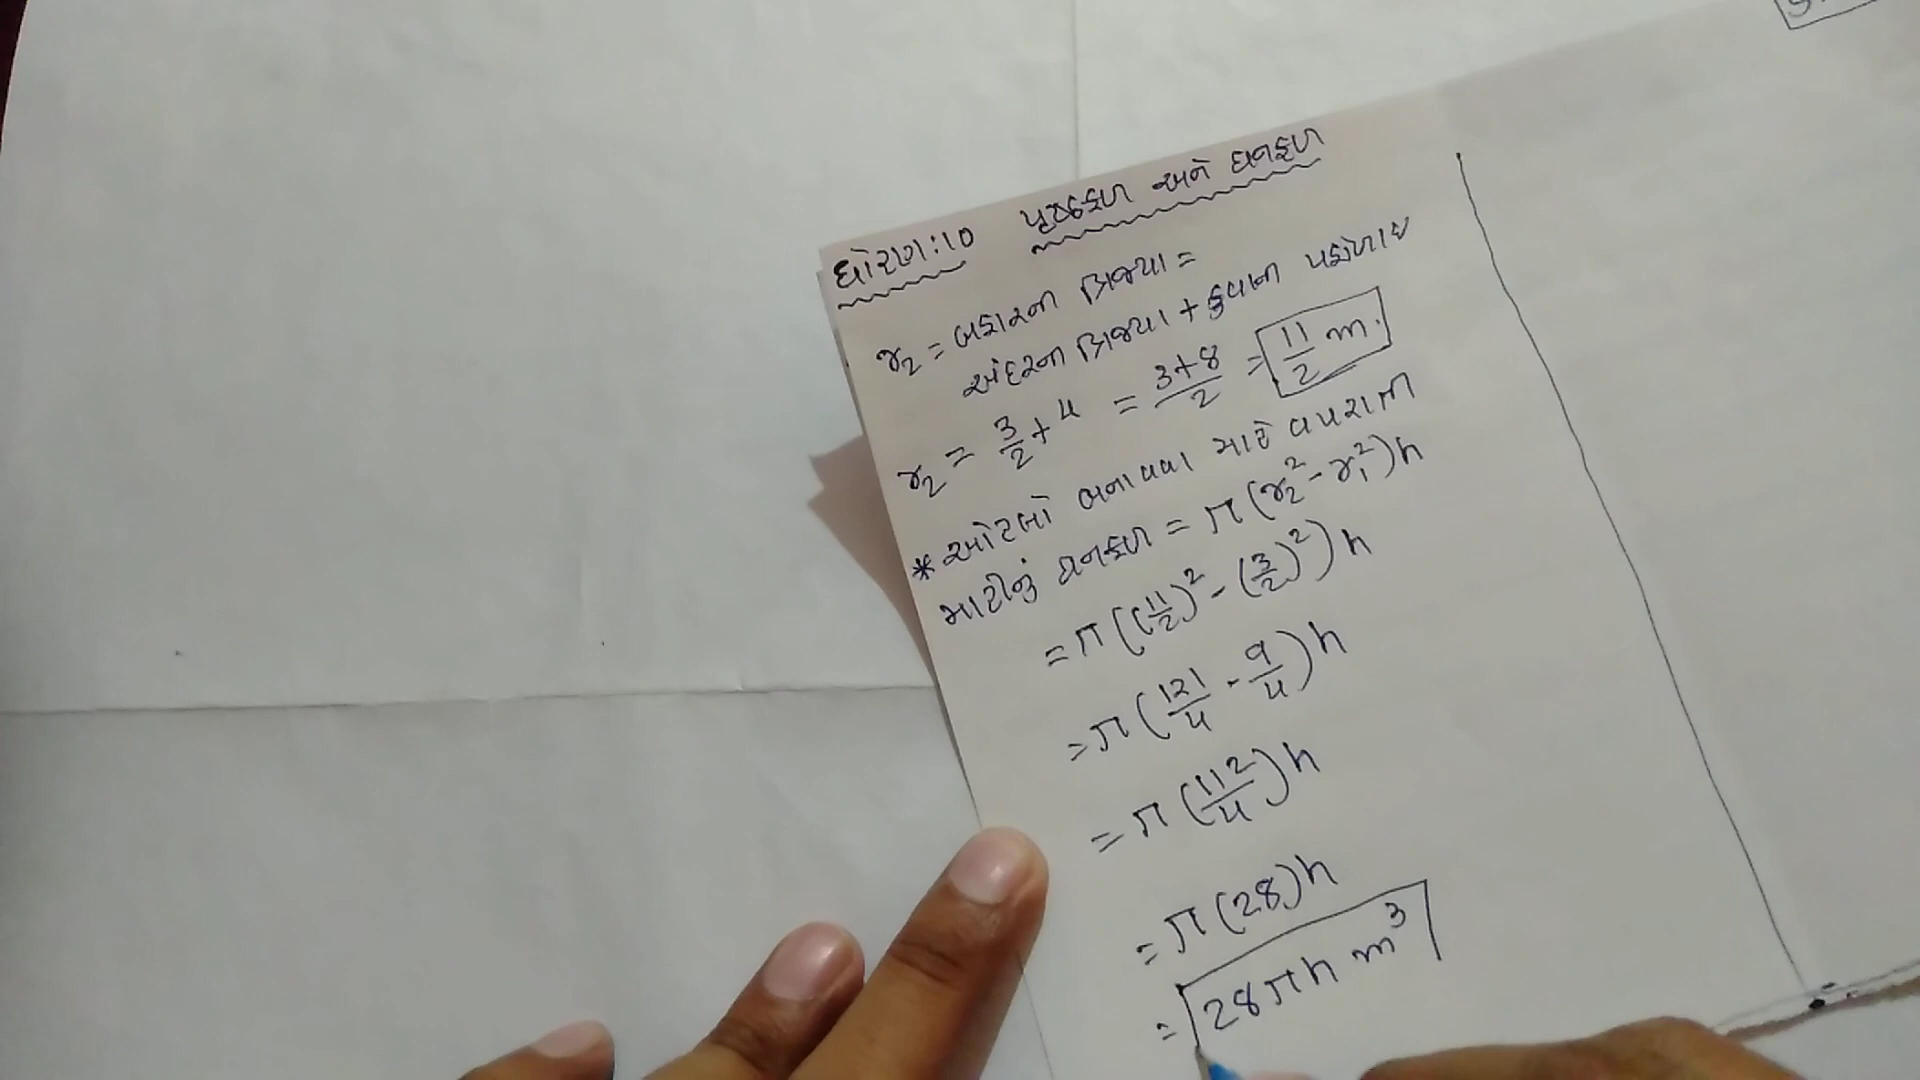 ધોરણ:10 પૃષ્ઠફળ અને ઘનફળ
r₂ = બહારની ત્રિજ્યા =
અંદરની ત્રિજ્યા + કુવાની પહોળાઇ
r₂ = 3/2 + 4 = (3+8)/2 = 11/2 m.
* ઓટલો બનાવવા માટે વપરાતી
માટીનું ઘનફળ = π(r₂² - r₁²)h
= π((11/2)² - (3/2)²)h
= π(121/4 - 9/4)h
= π(112/4)h
= π(28)h
= 28πh m³